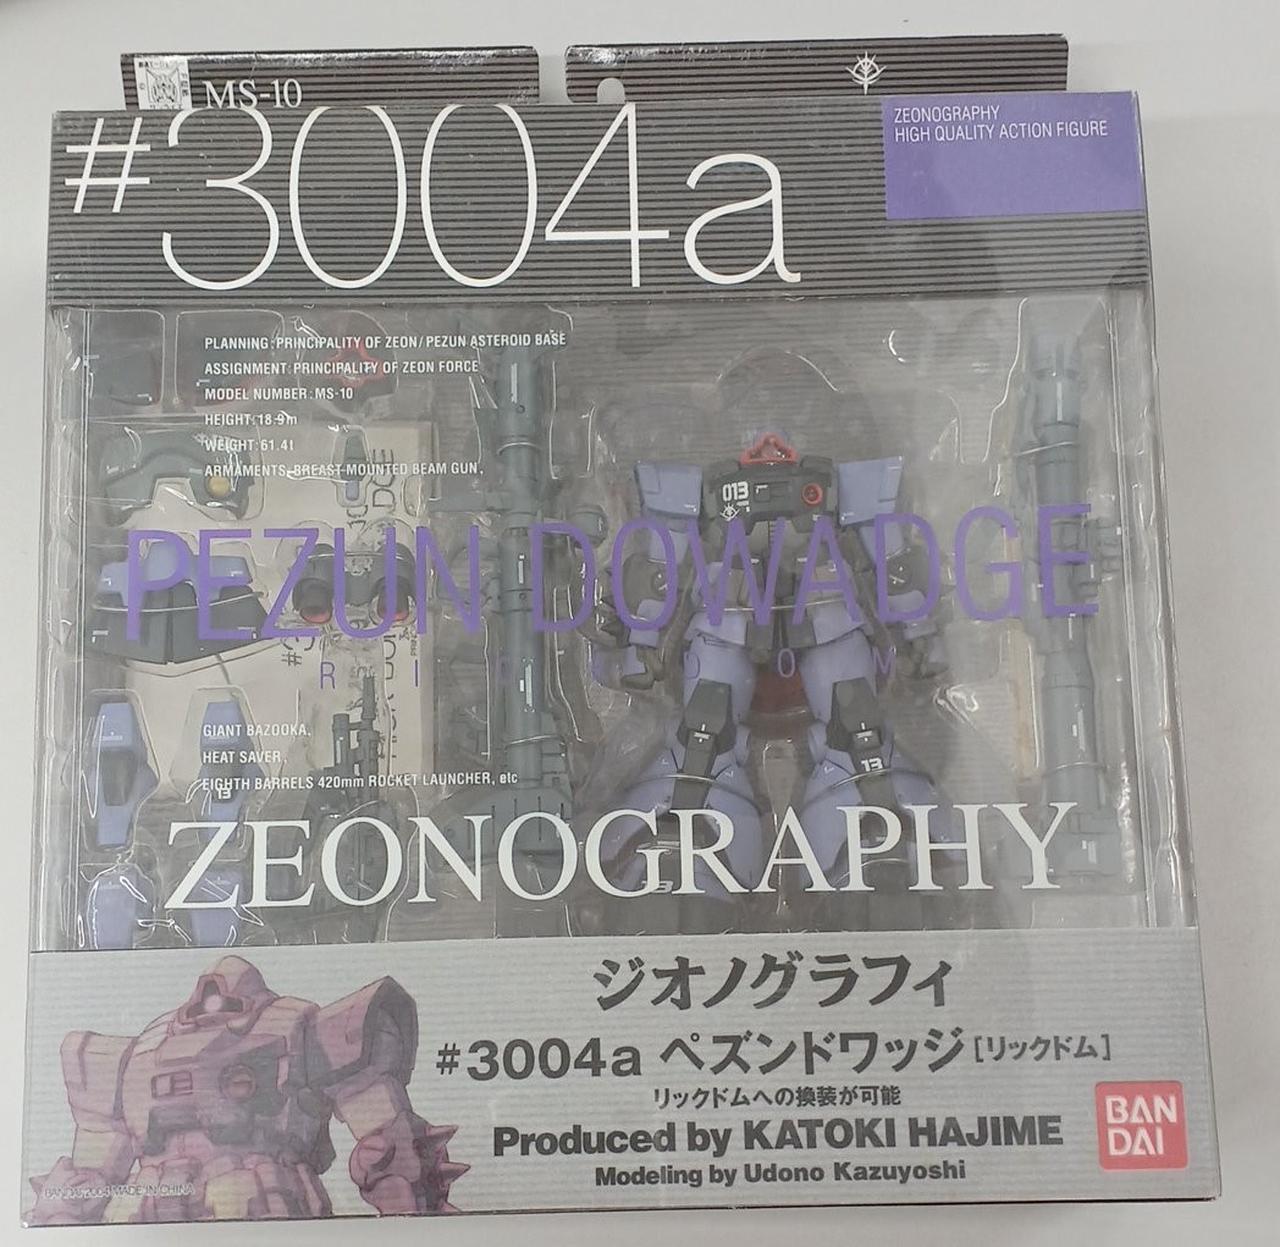 MS-10
#3004a
ZEONOGRAPHY
HIGH QUALITY ACTION FIGURE
PLANNING:PRINCIPALITY OF ZEON/PEZUN ASTEROID BASE
ASSIGNMENT:PRINCIPALITY OF ZEON FORCE
MODEL NUMBER:MS-10
HEIGHT:18.9m
WEIGHT:61.4t
ARMAMENTS:BREAST MOUNTED BEAM GUN,
013
PEZUN DOWADGE
RICK DOM
GIANT BAZOOKA,
HEAT SAVER,
EIGHTH BARRELS 420mm ROCKET LAUNCHER, etc
13
13
ZEONOGRAPHY
ジオノグラフィ
#3004a ペズンドワッジ[リックドム]
リックドムへの換装が可能
Produced by KATOKI HAJIME
Modeling by Udono Kazuyoshi
BAN
DAI
BANDAI 2004 MADE IN CHINA